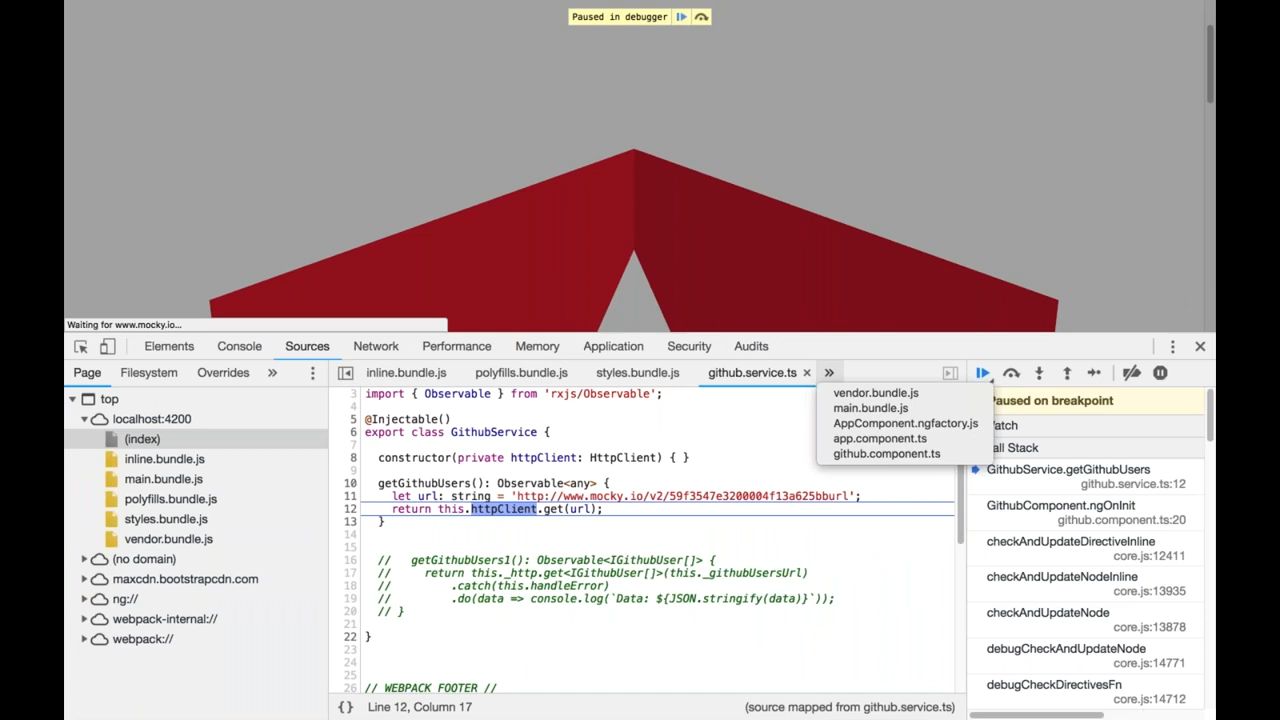 Paused in debugger
Waiting for www.mocky.io...
Elements Console Sources Network Performance Memory Application Security Audits
Page Filesystem Overrides »
inline.bundle.js polyfills.bundle.js styles.bundle.js github.service.ts × »
top
localhost:4200
(index)
inline.bundle.js
main.bundle.js
polyfills.bundle.js
styles.bundle.js
vendor.bundle.js
(no domain)
maxcdn.bootstrapcdn.com
ng://
webpack-internal://
webpack://
3 import { Observable } from 'rxjs/Observable';
4
5 @Injectable()
6 export class GithubService {
7
8 constructor(private httpClient: HttpClient) { }
9
10 getGithubUsers(): Observable<any> {
11 let url: string = 'http://www.mocky.io/v2/59f3547e3200004f13a625bburl';
12 return this.httpClient.get(url);
13 }
14
15
16 // getGithubUsers1(): Observable<IGithubUser[]> {
17 // return this._http.get<IGithubUser[]>(this._githubUsersUrl)
18 // .catch(this.handleError)
19 // .do(data => console.log(`Data: ${JSON.stringify(data)}`));
20 // }
22 }
23
24
25
26 // WEBPACK FOOTER //
{} Line 12, Column 17 (source mapped from github.service.ts)
vendor.bundle.js
main.bundle.js
AppComponent.ngfactory.js
app.component.ts
github.component.ts
Paused on breakpoint
atch
all Stack
GithubService.getGithubUsers
github.service.ts:12
GithubComponent.ngOnInit
github.component.ts:20
checkAndUpdateDirectiveInline
core.js:12411
checkAndUpdateNodeInline
core.js:13935
checkAndUpdateNode
core.js:13878
debugCheckAndUpdateNode
core.js:14771
debugCheckDirectivesFn
core.js:14712